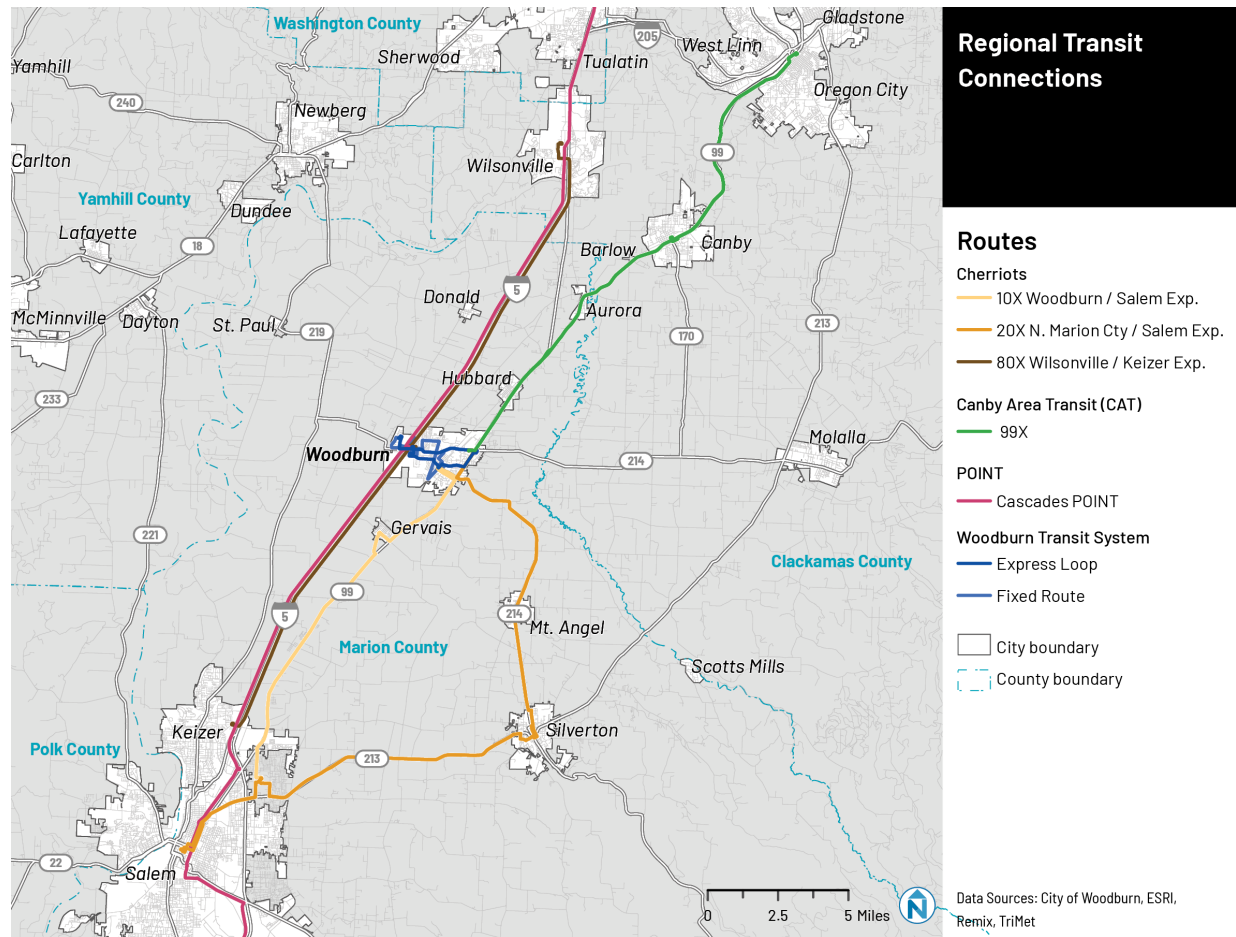 Washington County
Gladstone
205
West Linn
Sherwood
Tualatin
Yamhill
240
Oregon City
Newberg
99
Carlton
Wilsonville
Yamhill County
Dundee
Lafayette
18
Barlow
Canby
5
Donald
Aurora
McMinnville
Dayton
St. Paul
219
170
213
Hubbard
233
Molalla
Woodburn
214
Gervais
221
Clackamas County
99
5
214
Mt. Angel
Marion County
Scotts Mills
Keizer
Silverton
Polk County
213
22
Salem
0 2.5 5 Miles
N
Regional Transit
Connections
Routes
Cherriots
10X Woodburn / Salem Exp.
20X N. Marion Cty / Salem Exp.
80X Wilsonville / Keizer Exp.
Canby Area Transit (CAT)
99X
POINT
Cascades POINT
Woodburn Transit System
Express Loop
Fixed Route
City boundary
County boundary
Data Sources: City of Woodburn, ESRI,
Remix, TriMet